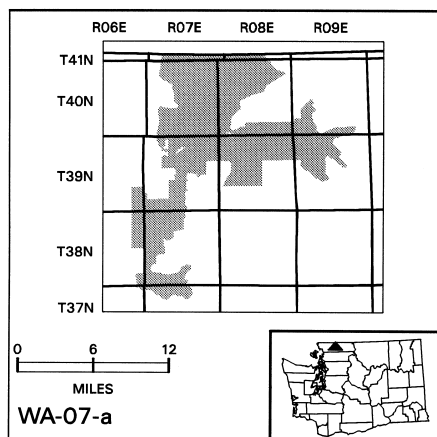 R06E R07E R08E R09E
T41N
T40N
T39N
T38N
T37N
0 6 12
MILES
WA-07-a